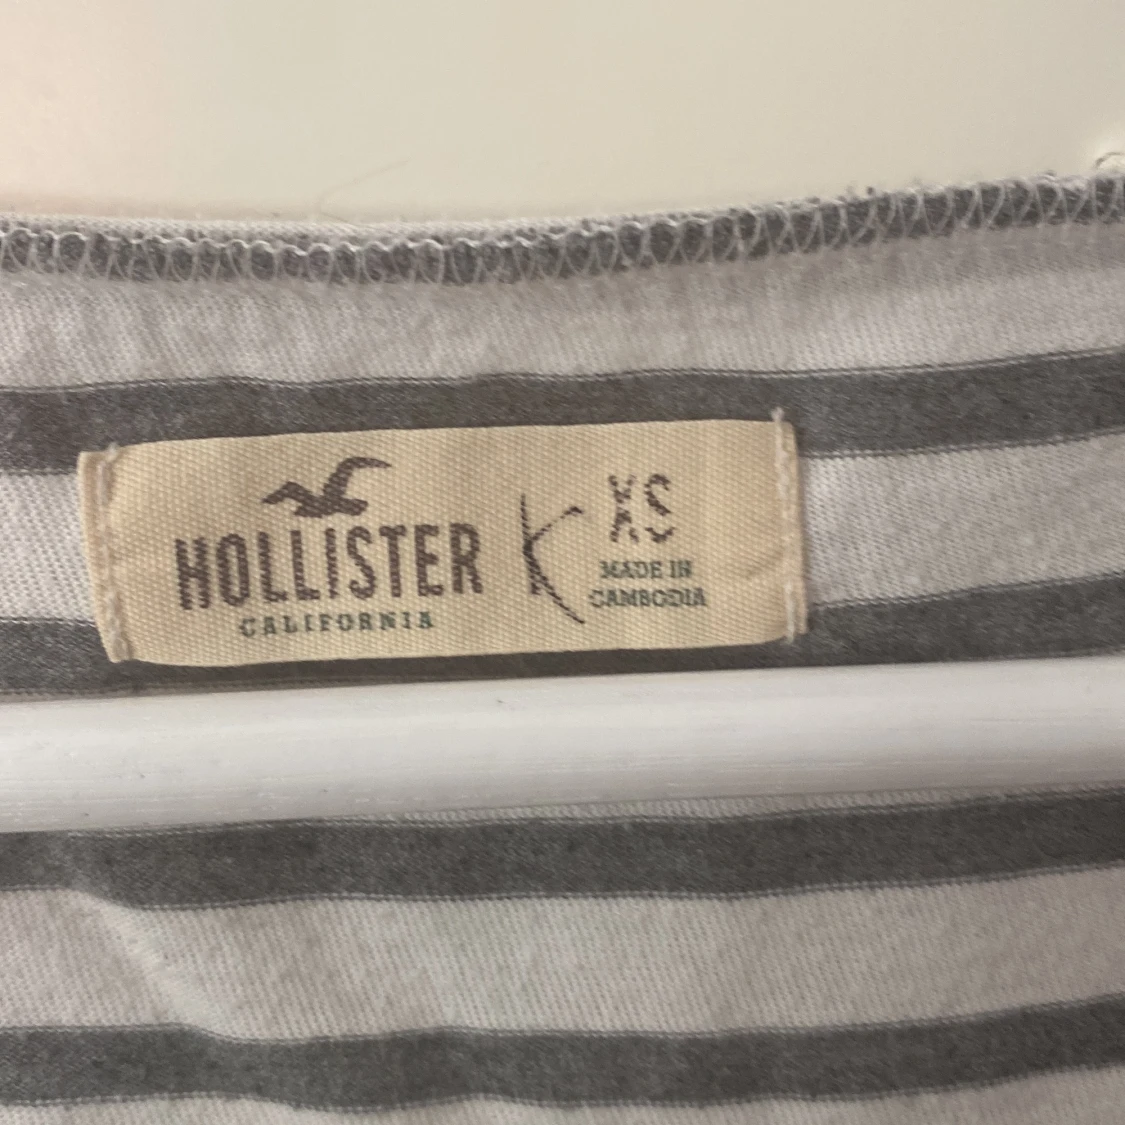 HOLLISTER
CALIFORNIA
K
XS
MADE IN
CAMBODIA